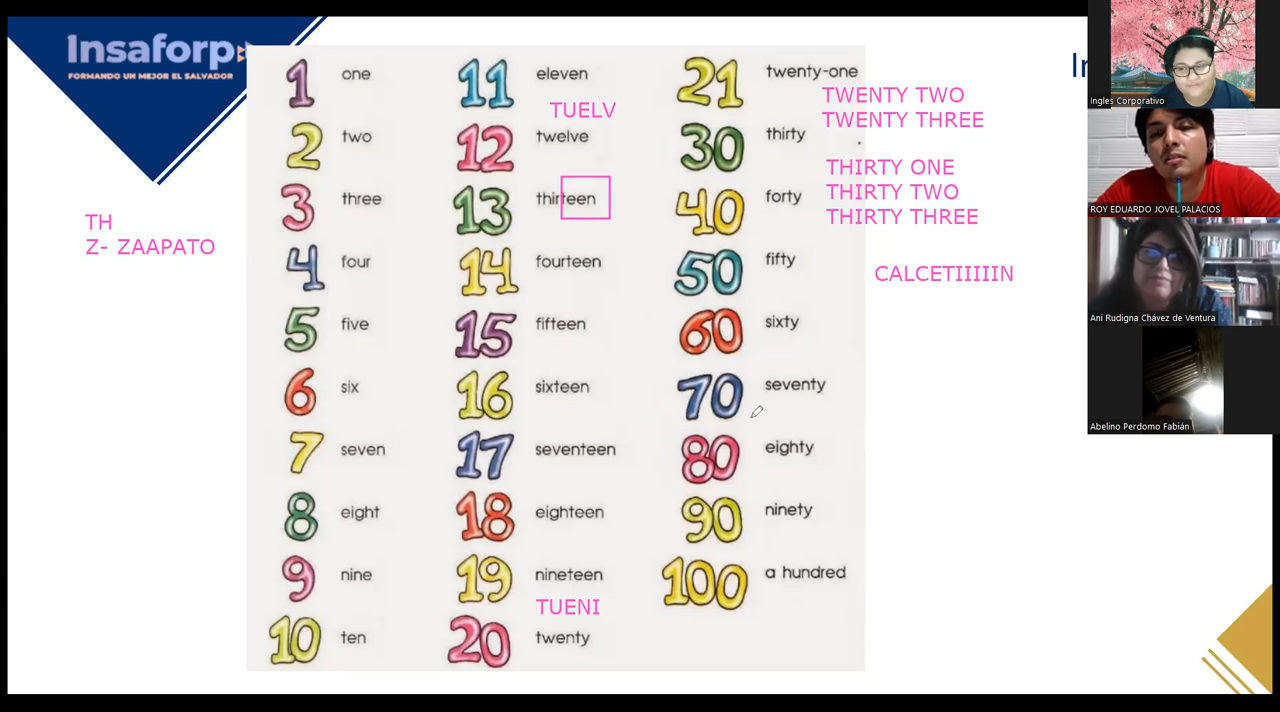 Insaforp
FORMANDO UN MEJOR EL SALVADOR
TH
Z- ZAAPATO
1 one
2 two
3 three
4 four
5 five
6 six
7 seven
8 eight
9 nine
10 ten
11 eleven
TUELV
12 twelve
13 thirteen
14 fourteen
15 fifteen
16 sixteen
17 seventeen
18 eighteen
19 nineteen
TUENI
20 twenty
21 twenty-one
TWENTY TWO
TWENTY THREE
30 thirty
THIRTY ONE
THIRTY TWO
THIRTY THREE
40 forty
50 fifty
CALCETIIIIIN
60 sixty
70 seventy
80 eighty
90 ninety
100 a hundred
Ingles Corporativo
ROY EDUARDO JOVEL PALACIOS
Ani Rudigna Chávez de Ventura
Abelino Perdomo Fabián